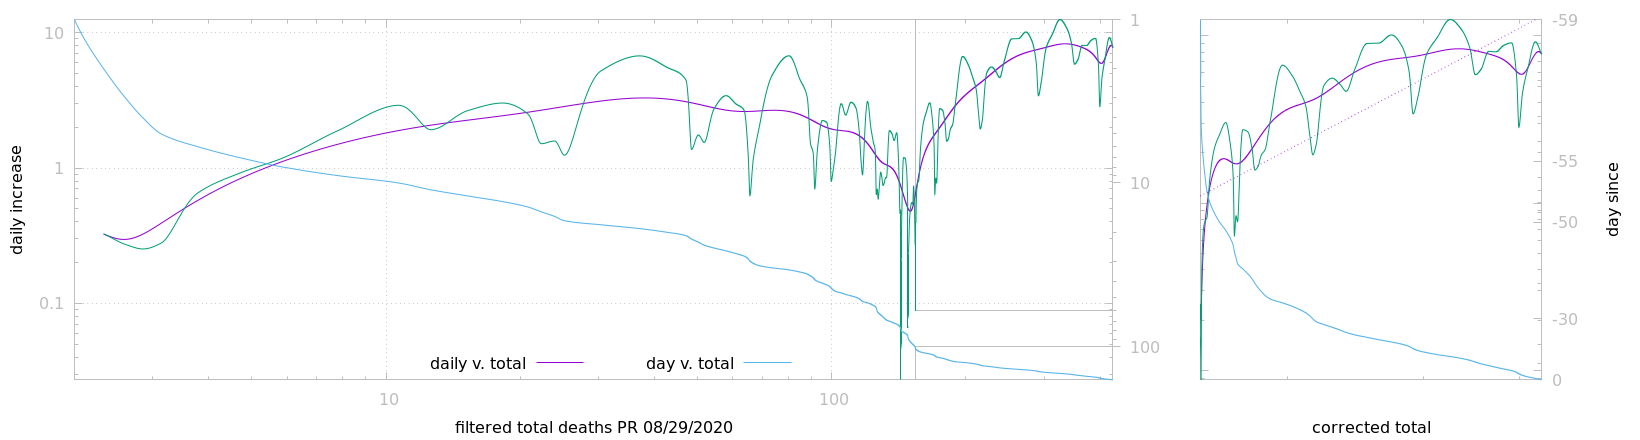 10
1
0.1
daily increase
daily v. total
day v. total
10
100
filtered total deaths PR 08/29/2020
1
10
100
-59
-55
-50
-30
0
day since
corrected total